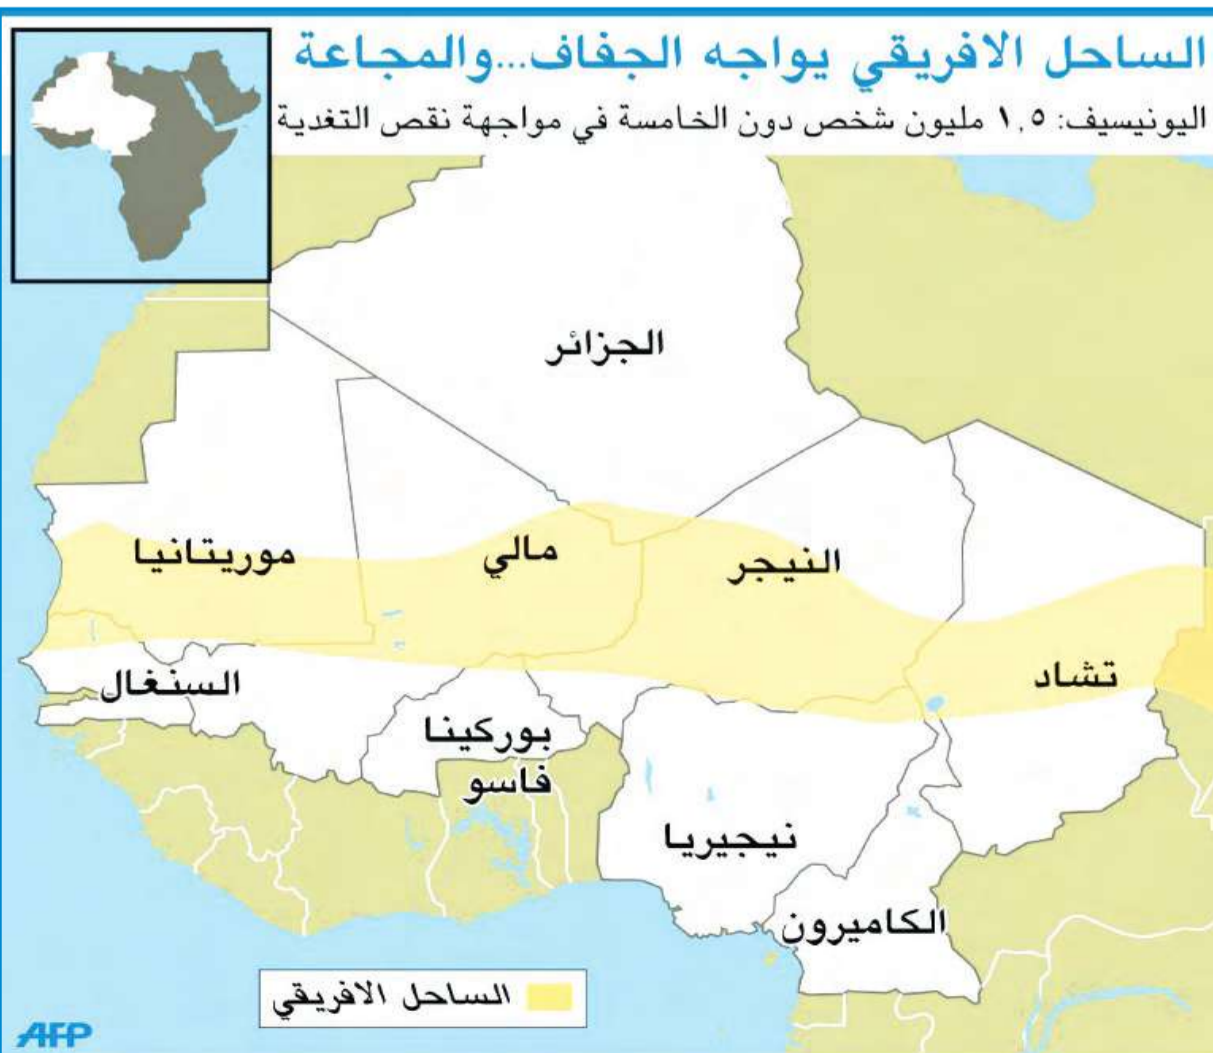 الساحل الافريقي يواجه الجفاف...والمجاعة
اليونيسيف: ١,٥ مليون شخص دون الخامسة في مواجهة نقص التغدية
الجزائر
موريتانيا
مالي
النيجر
تشاد
السنغال
بوركينا
فاسو
نيجيريا
الكاميرون
الساحل الافريقي
AFP